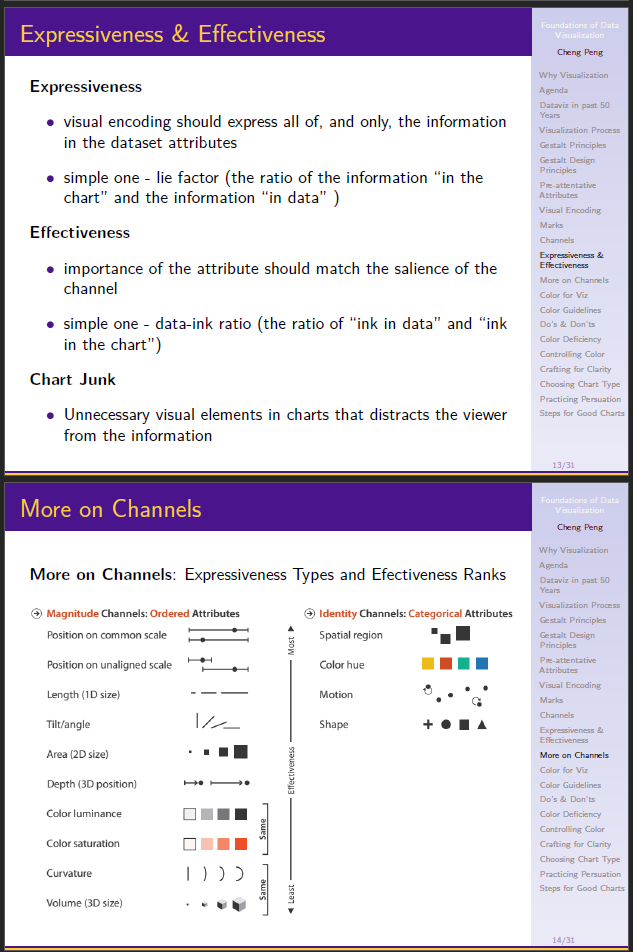 Expressiveness & Effectiveness
Expressiveness
• visual encoding should express all of, and only, the information
in the dataset attributes
• simple one - lie factor (the ratio of the information “in the
chart” and the information “in data” )
Effectiveness
• importance of the attribute should match the salience of the
channel
• simple one - data-ink ratio (the ratio of “ink in data” and “ink
in the chart”)
Chart Junk
• Unnecessary visual elements in charts that distracts the viewer
from the information
Foundations of Data
Visualization
Cheng Peng
Why Visualization
Agenda
Dataviz in past 50
Years
Visualization Process
Gestalt Principles
Gestalt Design
Principles
Pre-attentative
Attributes
Visual Encoding
Marks
Channels
Expressiveness &
Effectiveness
More on Channels
Color for Viz
Color Guidelines
Do's & Don'ts
Color Deficiency
Controlling Color
Crafting for Clarity
Choosing Chart Type
Practicing Persuation
Steps for Good Charts
13/31
More on Channels
More on Channels: Expressiveness Types and Efectiveness Ranks
Magnitude Channels: Ordered Attributes
Position on common scale
Position on unaligned scale
Length (1D size)
Tilt/angle
Area (2D size)
Depth (3D position)
Color luminance
Color saturation
Curvature
Volume (3D size)
Same
Same
Most
Effectiveness
Least
Identity Channels: Categorical Attributes
Spatial region
Color hue
Motion
Shape
Foundations of Data
Visualization
Cheng Peng
Why Visualization
Agenda
Dataviz in past 50
Years
Visualization Process
Gestalt Principles
Gestalt Design
Principles
Pre-attentative
Attributes
Visual Encoding
Marks
Channels
Expressiveness &
Effectiveness
More on Channels
Color for Viz
Color Guidelines
Do's & Don'ts
Color Deficiency
Controlling Color
Crafting for Clarity
Choosing Chart Type
Practicing Persuation
Steps for Good Charts
14/31